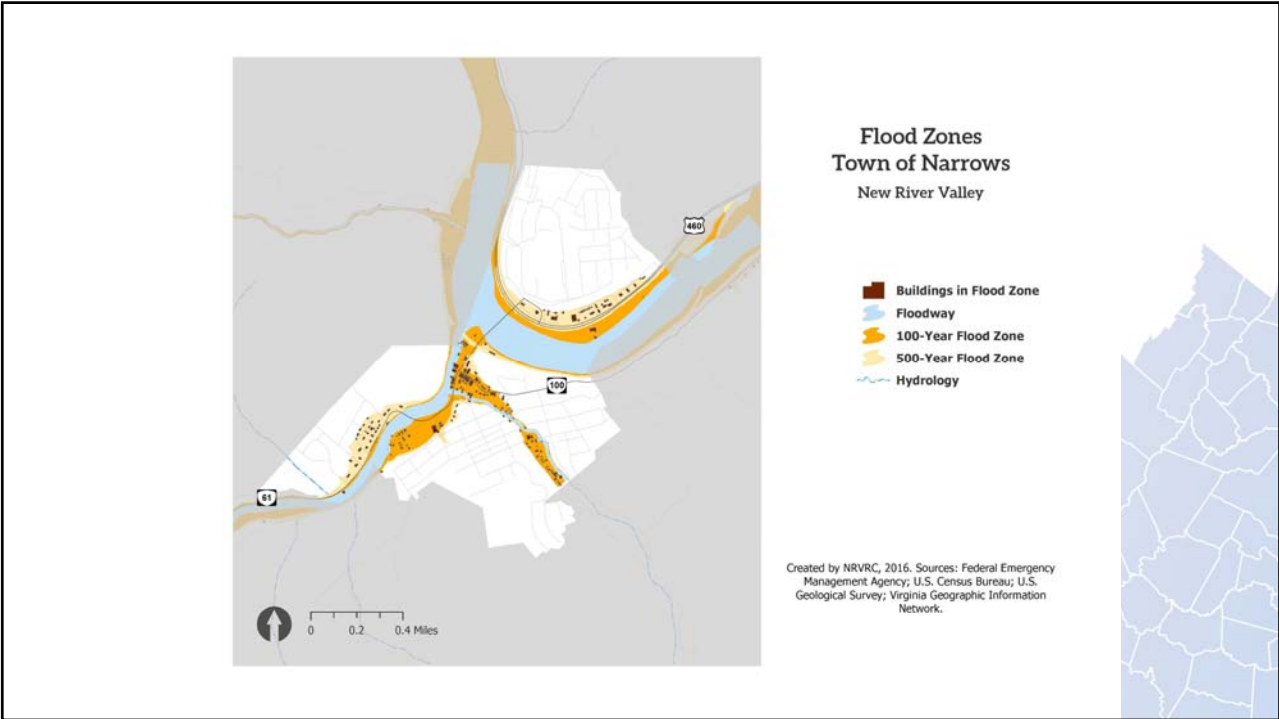 Flood Zones
Town of Narrows
New River Valley
460
100
61
Buildings in Flood Zone
Floodway
100-Year Flood Zone
500-Year Flood Zone
Hydrology
0 0.2 0.4 Miles
Created by NRVRC, 2016. Sources: Federal Emergency
Management Agency; U.S. Census Bureau; U.S.
Geological Survey; Virginia Geographic Information
Network.